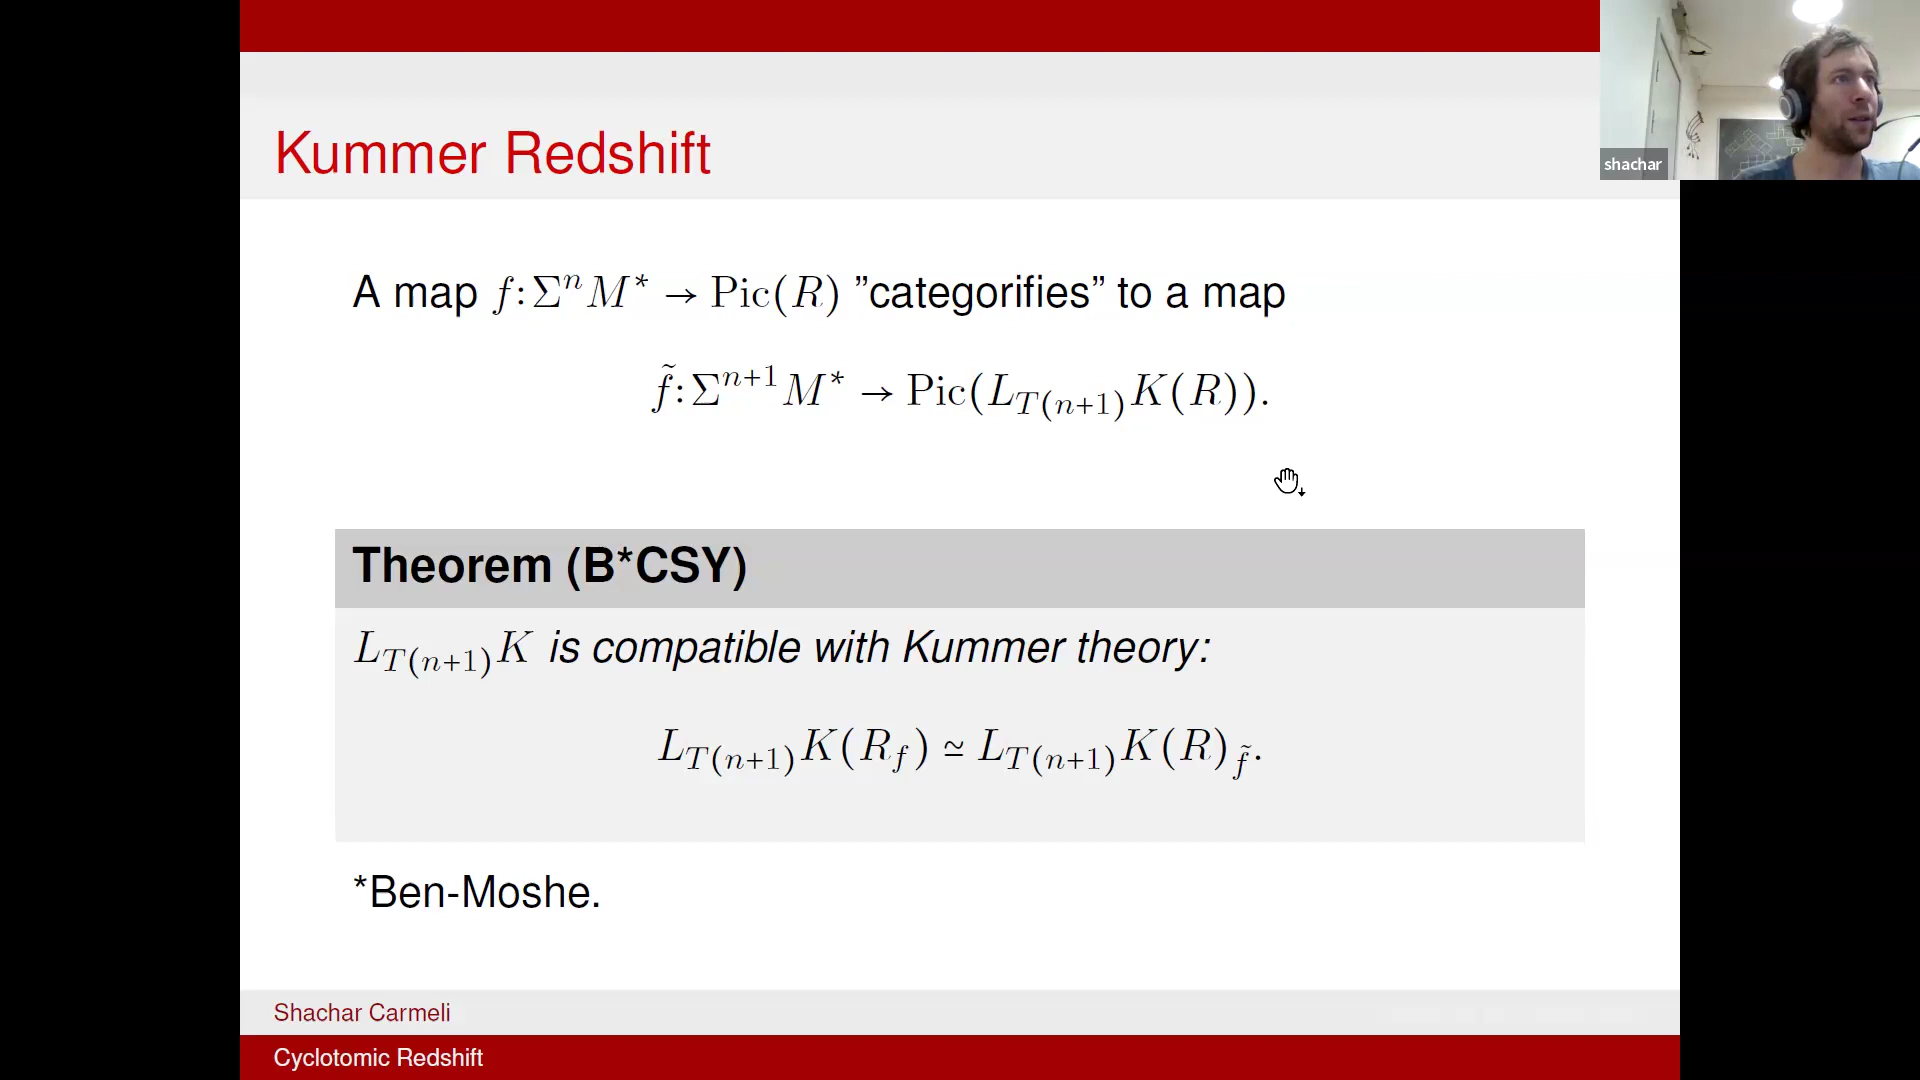 shachar
Kummer Redshift
A map f: Σⁿ M* → Pic(R) ”categorifies” to a map
f̃: Σⁿ⁺¹ M* → Pic(L_{T(n+1)} K(R)).
Theorem (B*CSY)
L_{T(n+1)} K is compatible with Kummer theory:
L_{T(n+1)} K(R_f) ≃ L_{T(n+1)} K(R)_{f̃}.
*Ben-Moshe.
Shachar Carmeli
Cyclotomic Redshift